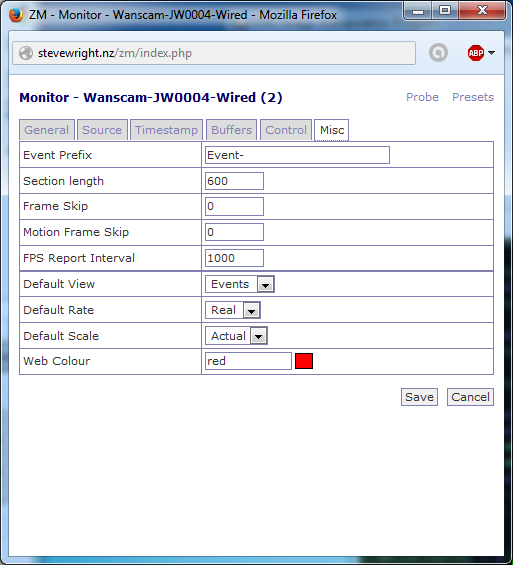 ZM - Monitor - Wanscam-JW0004-Wired - Mozilla Firefox
stevewright.nz/zm/index.php
ABP
Monitor - Wanscam-JW0004-Wired (2) Probe Presets
General Source Timestamp Buffers Control Misc
Event Prefix Event-
Section length 600
Frame Skip 0
Motion Frame Skip 0
FPS Report Interval 1000
Default View Events
Default Rate Real
Default Scale Actual
Web Colour red
Save Cancel